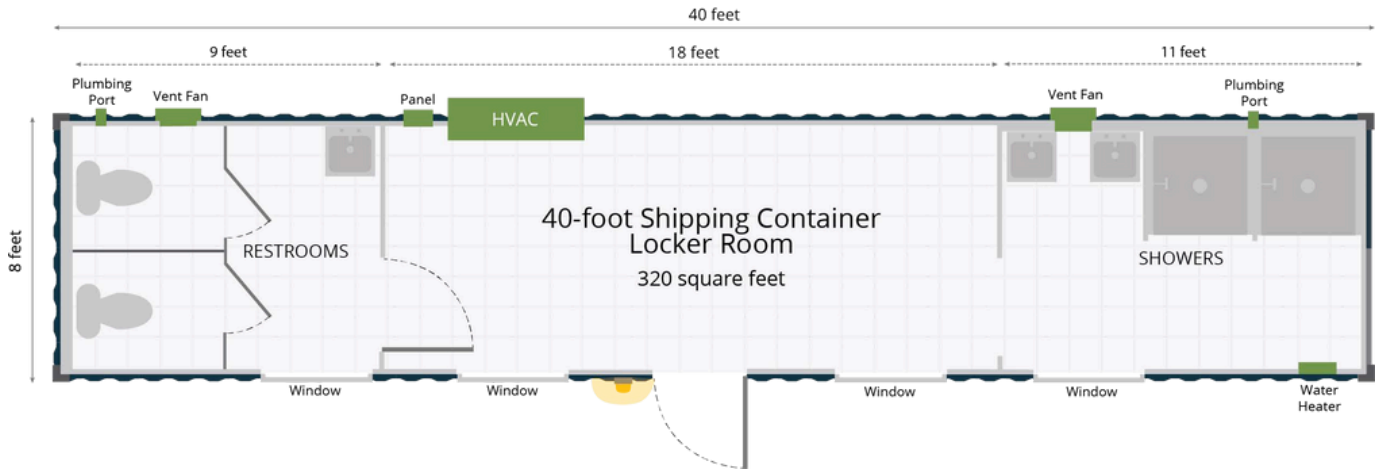 40 feet
9 feet
18 feet
11 feet
Plumbing
Port
Vent Fan
Panel
HVAC
Vent Fan
Plumbing
Port
8 feet
RESTROOMS
40-foot Shipping Container
Locker Room
320 square feet
SHOWERS
Window
Window
Window
Window
Water
Heater